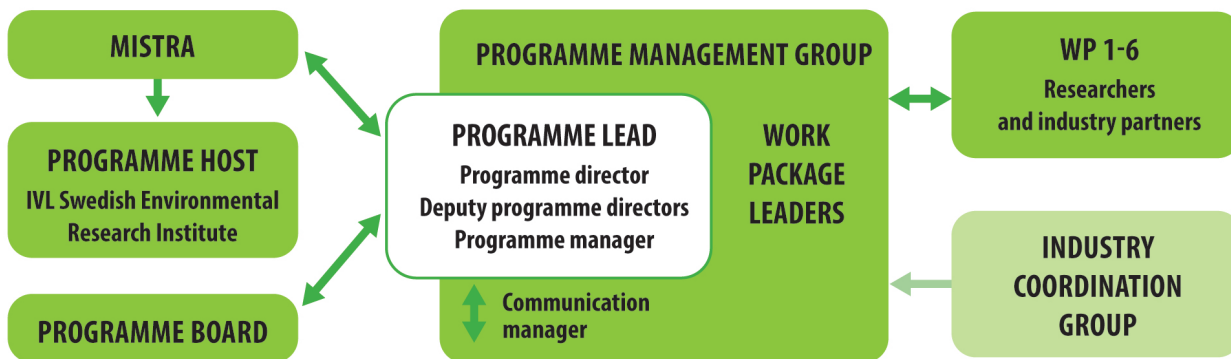 MISTRA
PROGRAMME HOST
IVL Swedish Environmental
Research Institute
PROGRAMME BOARD
PROGRAMME MANAGEMENT GROUP
PROGRAMME LEAD
Programme director
Deputy programme directors
Programme manager
WORK
PACKAGE
LEADERS
Communication
manager
WP 1-6
Researchers
and industry partners
INDUSTRY
COORDINATION
GROUP